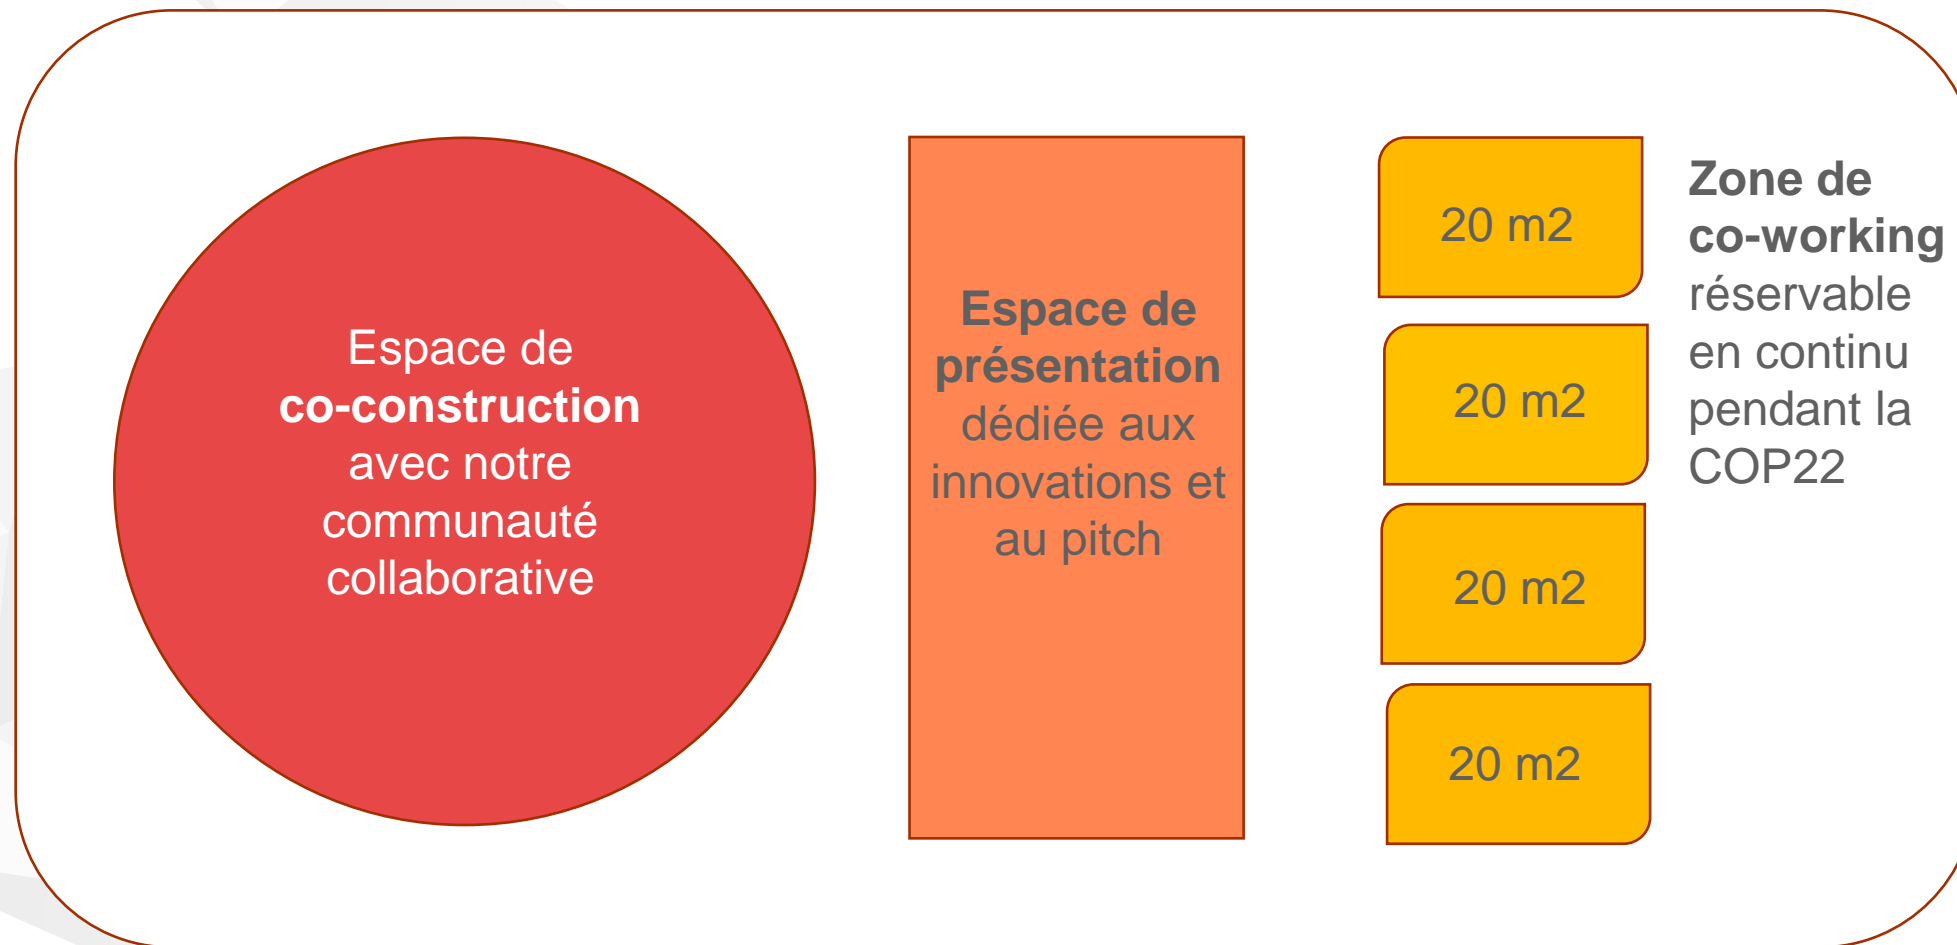 Espace de
co-construction
avec notre
communauté
collaborative
Espace de
présentation
dédiée aux
innovations et
au pitch
20 m2
20 m2
20 m2
20 m2
Zone de
co-working
réservable
en continu
pendant la
COP22